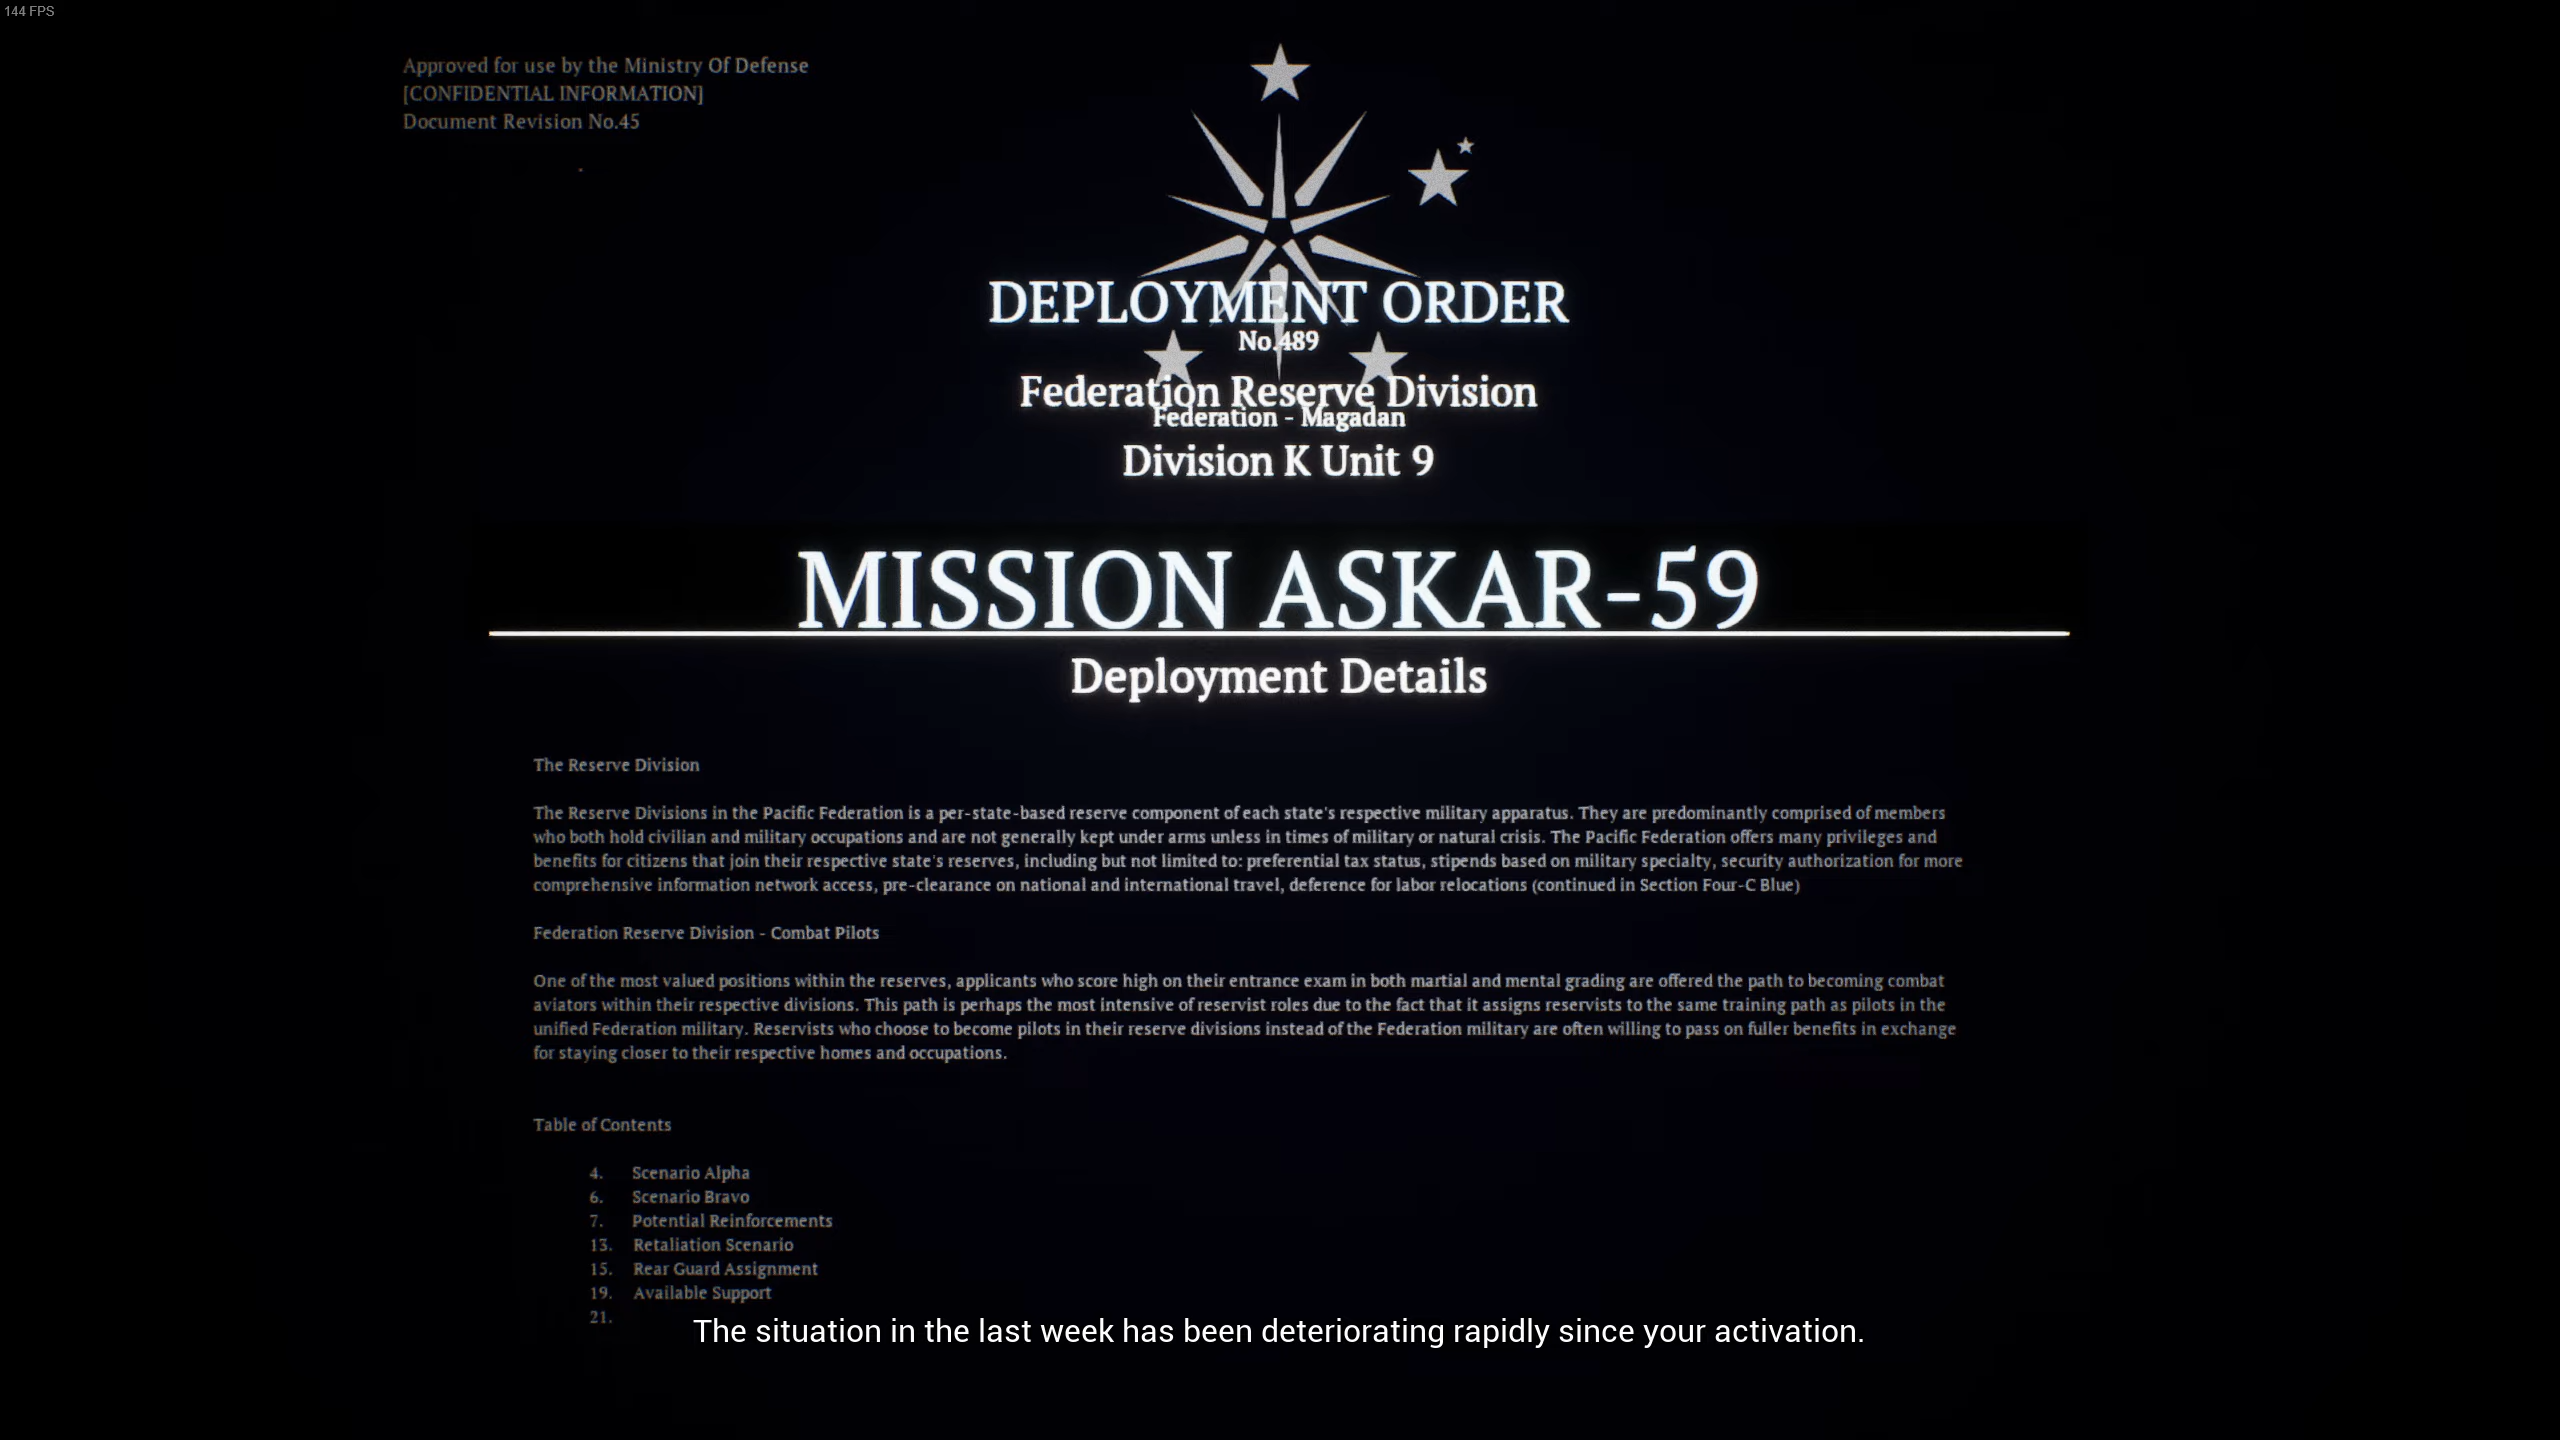 144 FPS
Approved for use by the Ministry Of Defense
[CONFIDENTIAL INFORMATION]
Document Revision No.45
DEPLOYMENT ORDER
No.489
Federation Reserve Division
Federation - Magadan
Division K Unit 9
MISSION ASKAR-59
Deployment Details
The Reserve Division
The Reserve Divisions in the Pacific Federation is a per-state-based reserve component of each state's respective military apparatus. They are predominantly comprised of members
who both hold civilian and military occupations and are not generally kept under arms unless in times of military or natural crisis. The Pacific Federation offers many privileges and
benefits for citizens that join their respective state's reserves, including but not limited to: preferential tax status, stipends based on military specialty, security authorization for more
comprehensive information network access, pre-clearance on national and international travel, deference for labor relocations (continued in Section Four-C Blue)
Federation Reserve Division - Combat Pilots
One of the most valued positions within the reserves, applicants who score high on their entrance exam in both martial and mental grading are offered the path to becoming combat
aviators within their respective divisions. This path is perhaps the most intensive of reservist roles due to the fact that it assigns reservists to the same training path as pilots in the
unified Federation military. Reservists who choose to become pilots in their reserve divisions instead of the Federation military are often willing to pass on fuller benefits in exchange
for staying closer to their respective homes and occupations.
Table of Contents
4. Scenario Alpha
6. Scenario Bravo
7. Potential Reinforcements
13. Retaliation Scenario
15. Rear Guard Assignment
19. Available Support
21.
The situation in the last week has been deteriorating rapidly since your activation.